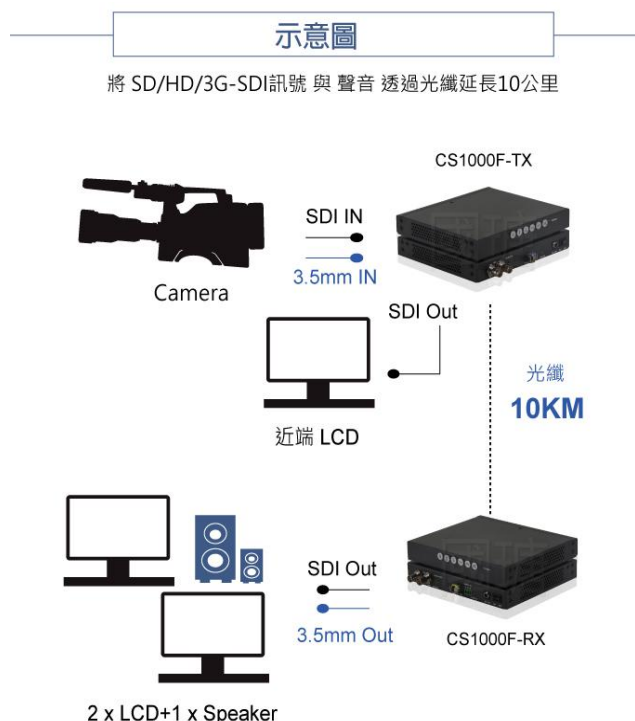 示意圖
將 SD/HD/3G-SDI訊號 與 聲音 透過光纖延長10公里
CS1000F-TX
SDI IN
3.5mm IN
Camera
SDI Out
光纖
10KM
近端 LCD
SDI Out
3.5mm Out
CS1000F-RX
2 x LCD+1 x Speaker